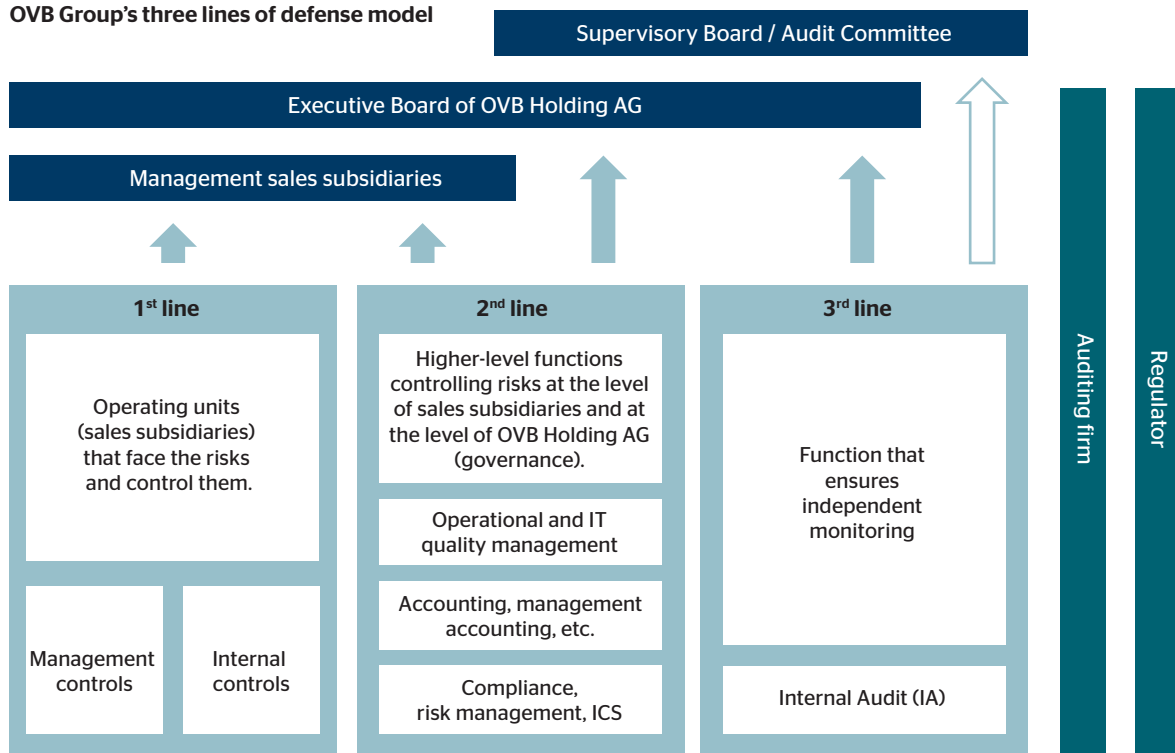 OVB Group's three lines of defense model
Supervisory Board / Audit Committee
Executive Board of OVB Holding AG
Management sales subsidiaries
1st line
Operating units
(sales subsidiaries)
that face the risks
and control them.
Management
controls
Internal
controls
2nd line
Higher-level functions
controlling risks at the level
of sales subsidiaries and at
the level of OVB Holding AG
(governance).
Operational and IT
quality management
Accounting, management
accounting, etc.
Compliance,
risk management, ICS
3rd line
Function that
ensures
independent
monitoring
Internal Audit (IA)
Auditing firm
Regulator